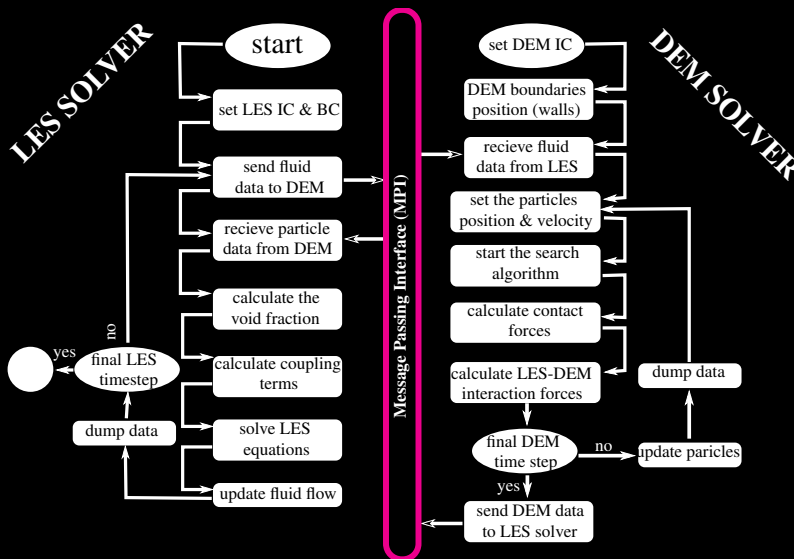 LES SOLVER
start
set LES IC & BC
send fluid
data to DEM
recieve particle
data from DEM
calculate the
void fraction
calculate coupling
terms
solve LES
equations
update fluid flow
dump data
final LES
timestep
yes
no
Message Passing Interface (MPI)
DEM SOLVER
set DEM IC
DEM boundaries
position (walls)
recieve fluid
data from LES
set the particles
position & velocity
start the search
algorithm
calculate contact
forces
calculate LES-DEM
interaction forces
final DEM
time step
no
yes
update paricles
dump data
send DEM data
to LES solver